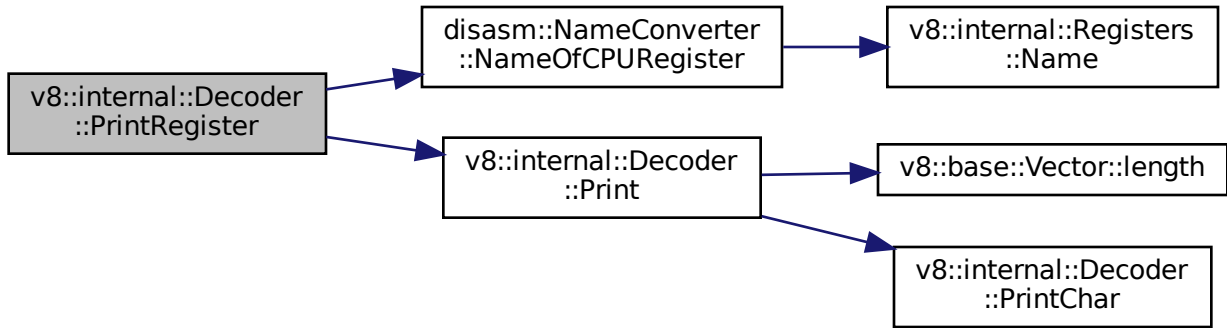 v8::internal::Decoder
::PrintRegister
disasm::NameConverter
::NameOfCPURegister
v8::internal::Registers
::Name
v8::internal::Decoder
::Print
v8::base::Vector::length
v8::internal::Decoder
::PrintChar